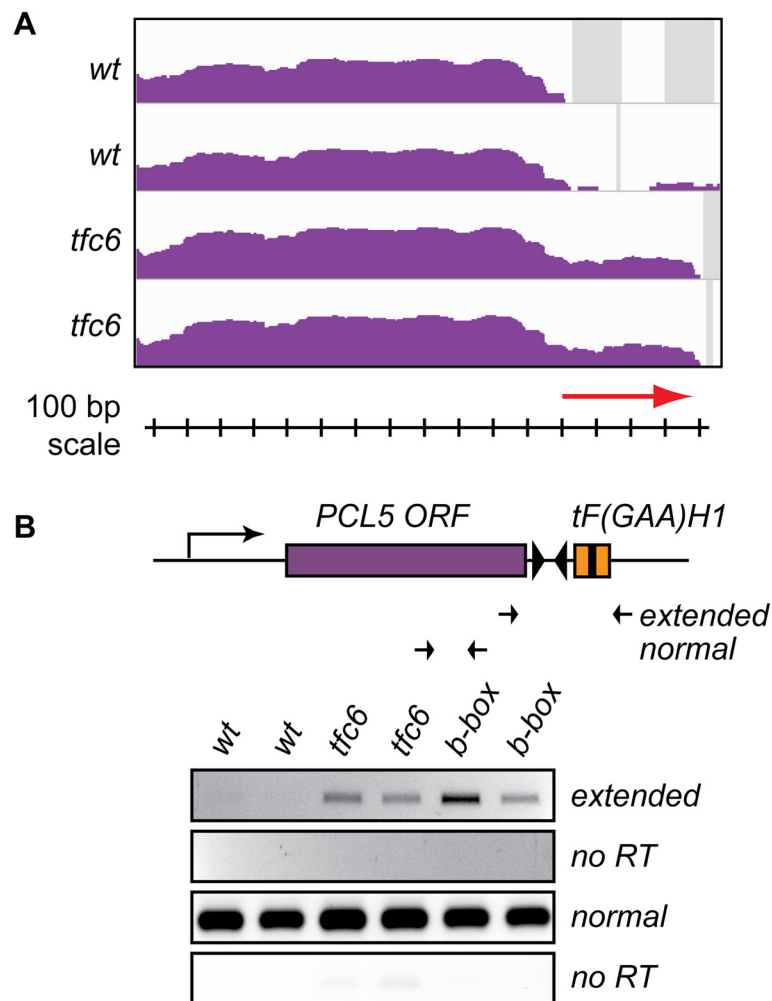 A
wt
wt
tfc6
tfc6
100 bp
scale
B
PCL5 ORF
tF(GAA)H1
extended
normal
wt
wt
tfc6
tfc6
b-box
b-box
extended
no RT
normal
no RT